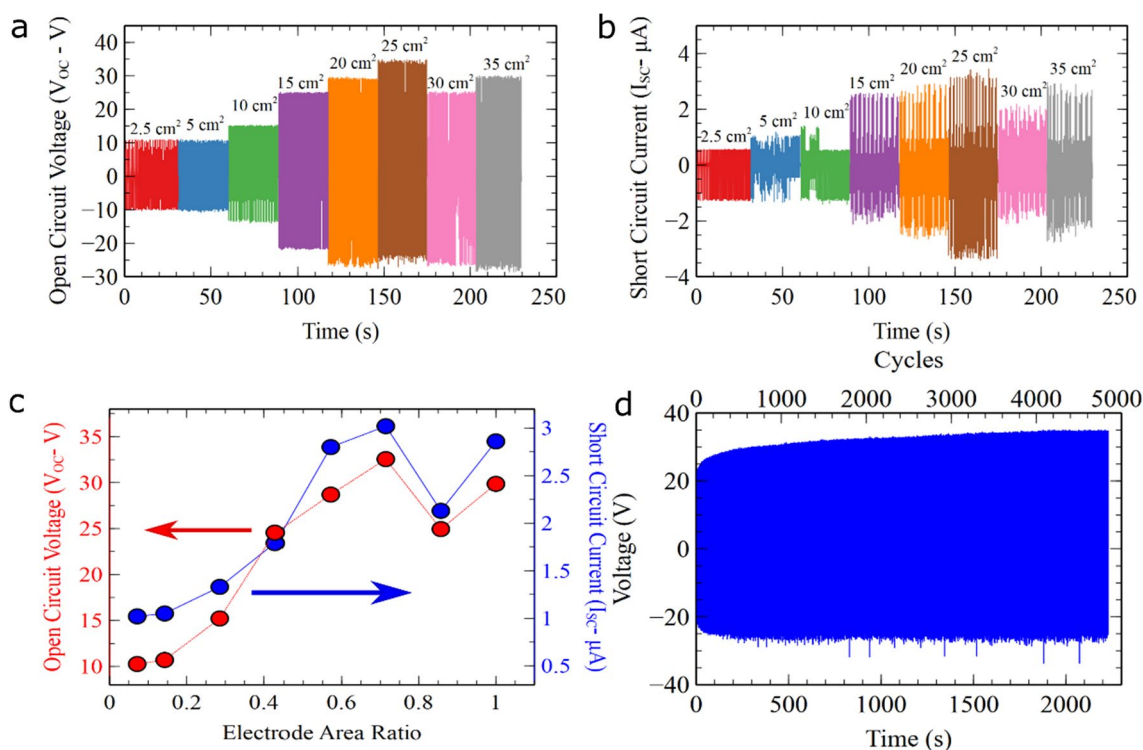 a
Open Circuit Voltage (VOC - V)
40
30
20
10
0
−10
−20
−30
2.5 cm²
5 cm²
10 cm²
15 cm²
20 cm²
25 cm²
30 cm²
35 cm²
0 50 100 150 200 250
Time (s)
b
Short Circuit Current (ISC- μA)
4
2
0
−2
−4
2.5 cm²
5 cm²
10 cm²
15 cm²
20 cm²
25 cm²
30 cm²
35 cm²
0 50 100 150 200 250
Time (s)
c
Open Circuit Voltage (VOC- V)
35
30
25
20
15
10
Short Circuit Current (ISC- μA)
3
2.5
2
1.5
1
0.5
0 0.2 0.4 0.6 0.8 1
Electrode Area Ratio
d
Cycles
0 1000 2000 3000 4000 5000
Voltage (V)
40
20
0
−20
−40
0 500 1000 1500 2000
Time (s)